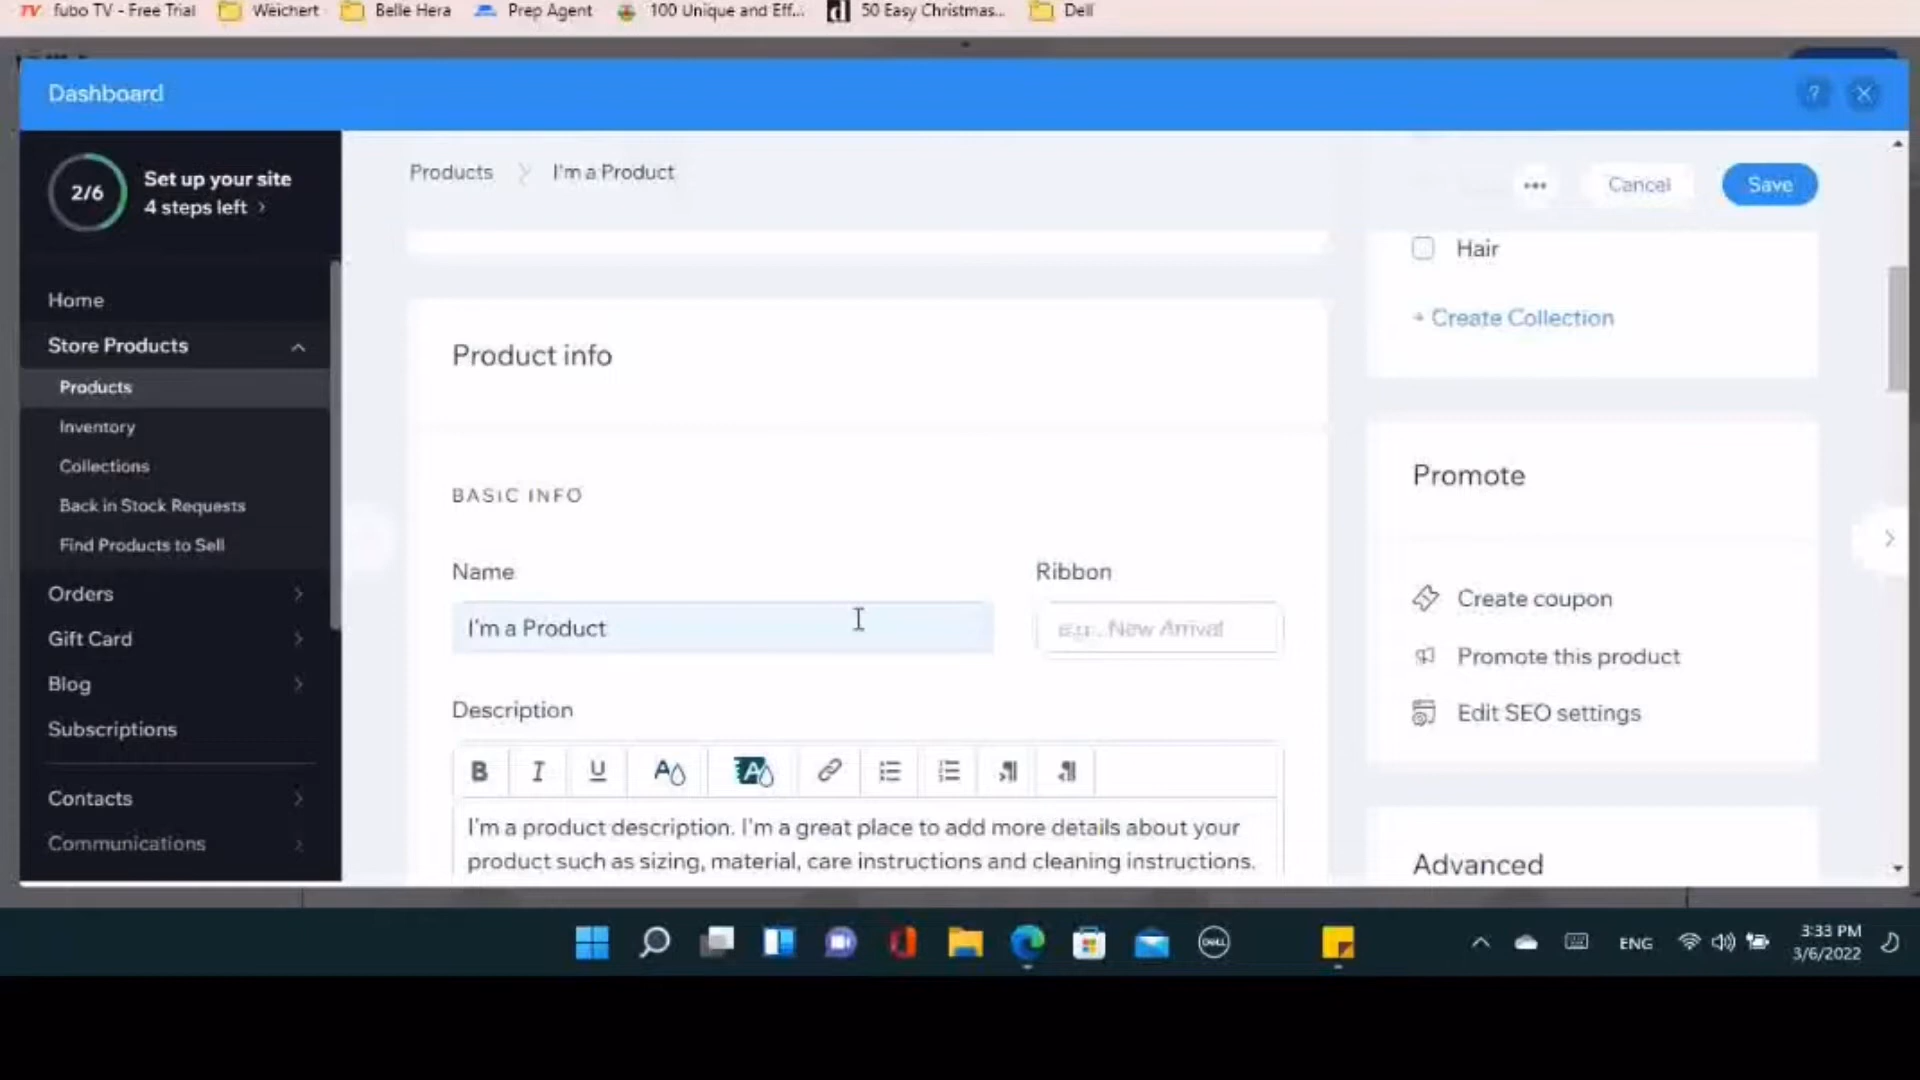 TV fubo TV - Free Trial Weichert Belle Hera Prep Agent 100 Unique and Eff... d 50 Easy Christmas... Dell
Dashboard ?
2/6 Set up your site
4 steps left >
Products > I'm a Product
... Cancel Save
Hair
+ Create Collection
Home
Store Products
Products
Inventory
Collections
Back in Stock Requests
Find Products to Sell
Orders
Gift Card
Blog
Subscriptions
Contacts
Communications
Product info
BASIC INFO
Name Ribbon
I'm a Product e.g., New Arrival
Description
B I U A A
I'm a product description. I'm a great place to add more details about your
product such as sizing, material, care instructions and cleaning instructions.
Promote
Create coupon
Promote this product
Edit SEO settings
Advanced
DELL
ENG
3:33 PM
3/6/2022